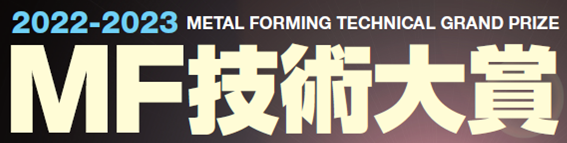 2022-2023 METAL FORMING TECHNICAL GRAND PRIZE
MF技術大賞